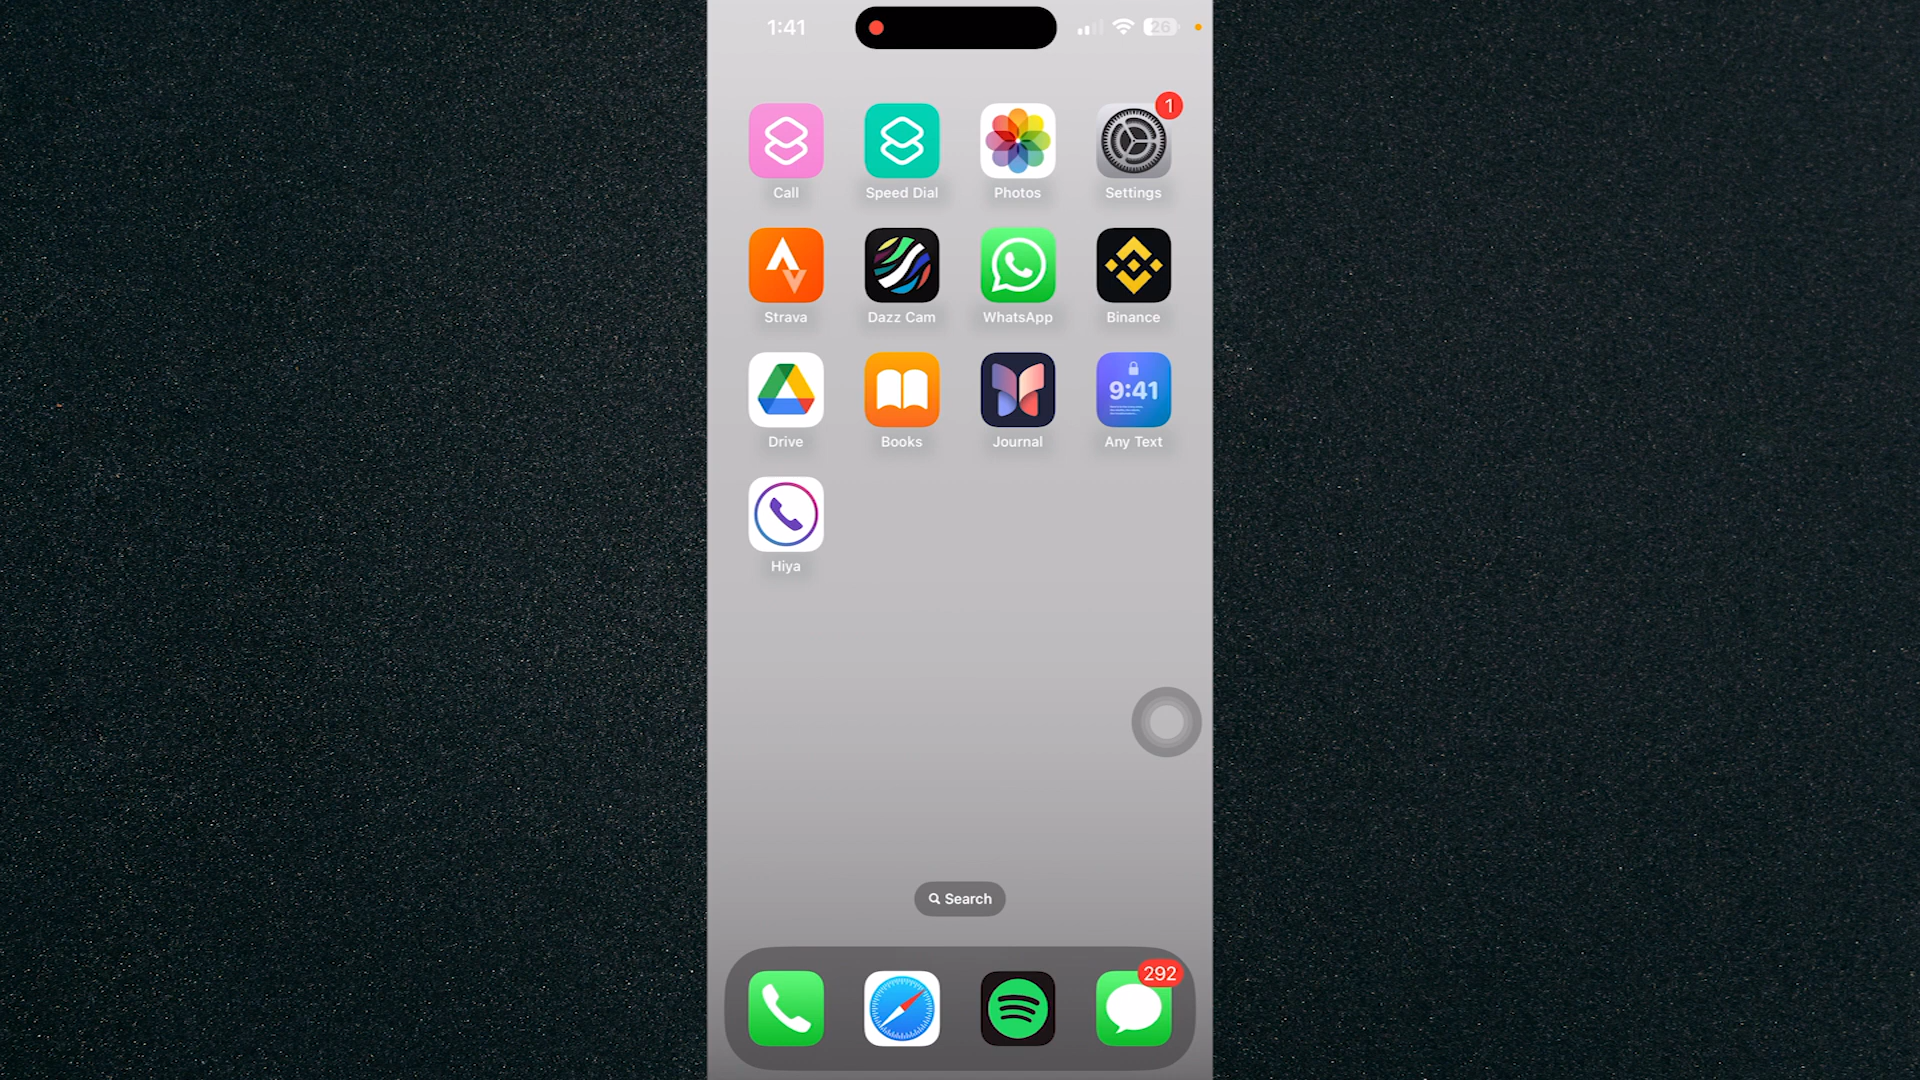 1:41
26
1
Call
Speed Dial
Photos
Settings
Strava
Dazz Cam
WhatsApp
Binance
9:41
Drive
Books
Journal
Any Text
Hiya
Search
292